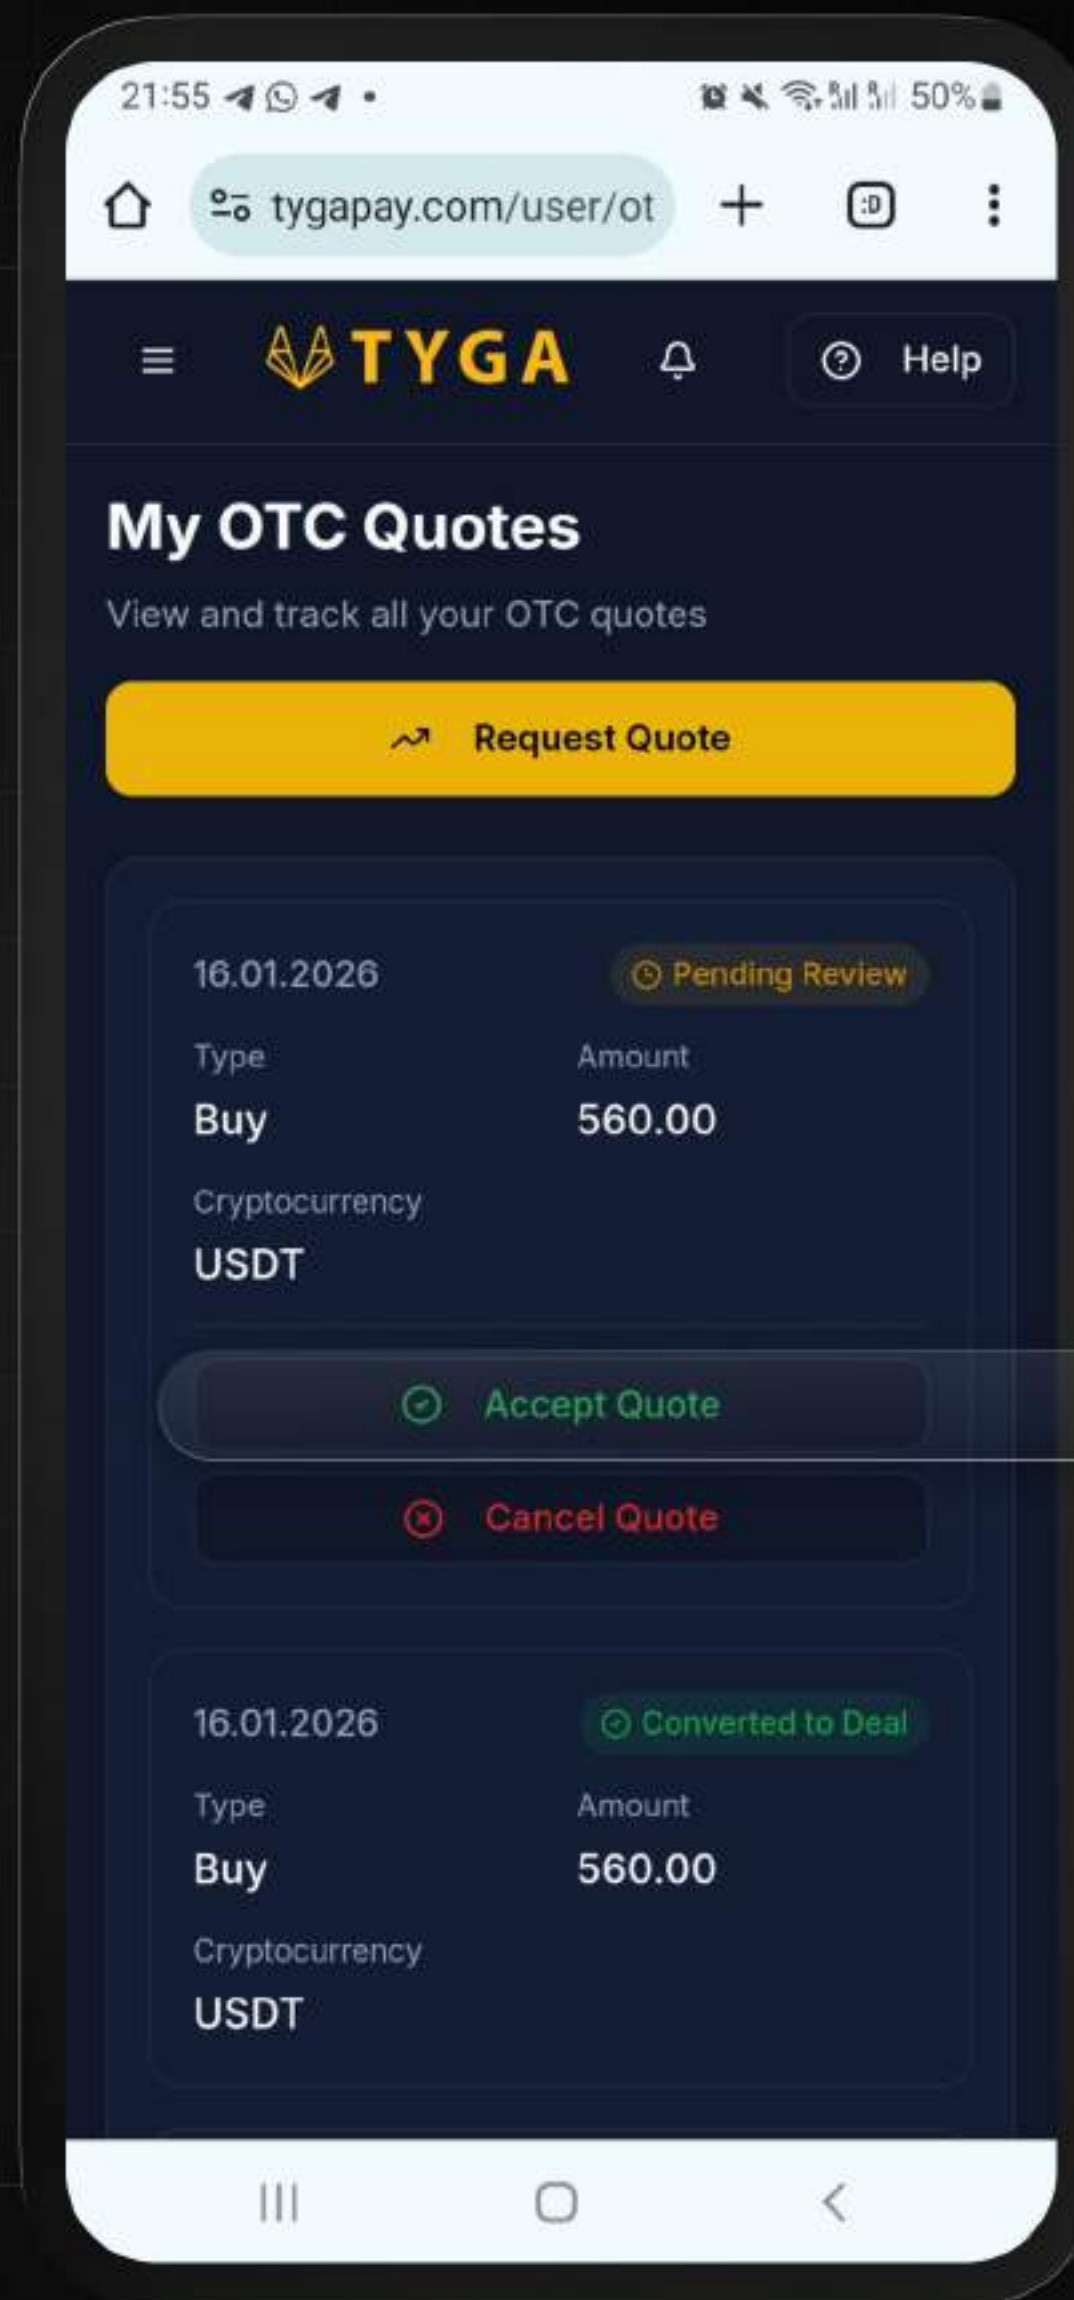 21:55
50%
tygapay.com/user/ot
:D
TYGA
Help
My OTC Quotes
View and track all your OTC quotes
Request Quote
16.01.2026
Pending Review
Type
Amount
Buy
560.00
Cryptocurrency
USDT
Accept Quote
Cancel Quote
16.01.2026
Converted to Deal
Type
Amount
Buy
560.00
Cryptocurrency
USDT